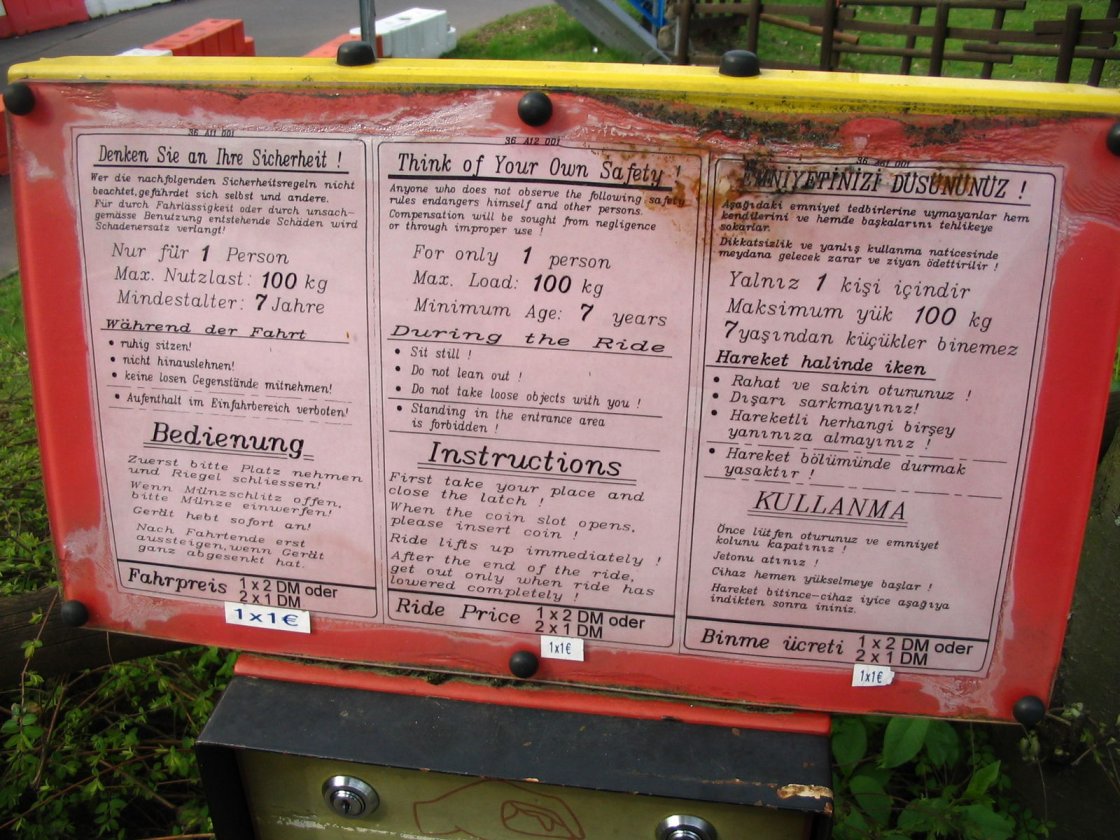 36 A11 001
Denken Sie an Ihre Sicherheit !
Wer die nachfolgenden Sicherheitsregeln nicht
beachtet, gefährdet sich selbst und andere.
Für durch Fahrlässigkeit oder durch unsach-
gemässe Benutzung entstehende Schäden wird
Schadenersatz verlangt!
Nur für 1 Person
Max. Nutzlast: 100 kg
Mindestalter: 7 Jahre
Während der Fahrt
• ruhig sitzen!
• nicht hinauslehnen!
• keine losen Gegenstände mitnehmen!
• Aufenthalt im Einfahrbereich verboten!
Bedienung
Zuerst bitte Platz nehmen
und Riegel schliessen!
Wenn Münzschlitz offen,
bitte Münze einwerfen!
Gerät hebt sofort an!
Nach Fahrtende erst
aussteigen, wenn Gerät
ganz abgesenkt hat.
Fahrpreis 1 x 2 DM oder
2 x 1 DM
1x1€
36 A12 001
Think of Your Own Safety !
Anyone who does not observe the following safety
rules endangers himself and other persons.
Compensation will be sought from negligence
or through improper use !
For only 1 person
Max. Load: 100 kg
Minimum Age: 7 years
During the Ride
• Sit still !
• Do not lean out !
• Do not take loose objects with you !
• Standing in the entrance area
is forbidden !
Instructions
First take your place and
close the latch !
When the coin slot opens,
please insert coin !
Ride lifts up immediately !
After the end of the ride,
get out only when ride has
lowered completely !
Ride Price 1 x 2 DM oder
2 x 1 DM
1x1€
EMNİYETİNİZİ DÜŞÜNÜNÜZ !
Aşağıdaki emniyet tedbirlerine uymayanlar hem
kendilerini ve hemde başkalarını tehlikeye
sokarlar.
Dikkatsizlik ve yanlış kullanma naticesinde
meydana gelecek zarar ve ziyan ödettirilir !
Yalnız 1 kişi içindir
Maksimum yük 100 kg
7 yaşından küçükler binemez
Hareket halinde iken
• Rahat ve sakin oturunuz !
• Dışarı sarkmayınız!
• Hareketli herhangi birşey
yanınıza almayınız !
• Hareket bölümünde durmak
yasaktır !
KULLANMA
Önce lütfen oturunuz ve emniyet
kolunu kapatınız !
Jetonu atınız !
Cihaz hemen yükselmeye başlar !
Hareket bitince-cihaz iyice aşağıya
indikten sonra ininiz.
Binme ücreti 1 x 2 DM oder
2 x 1 DM
1x1€